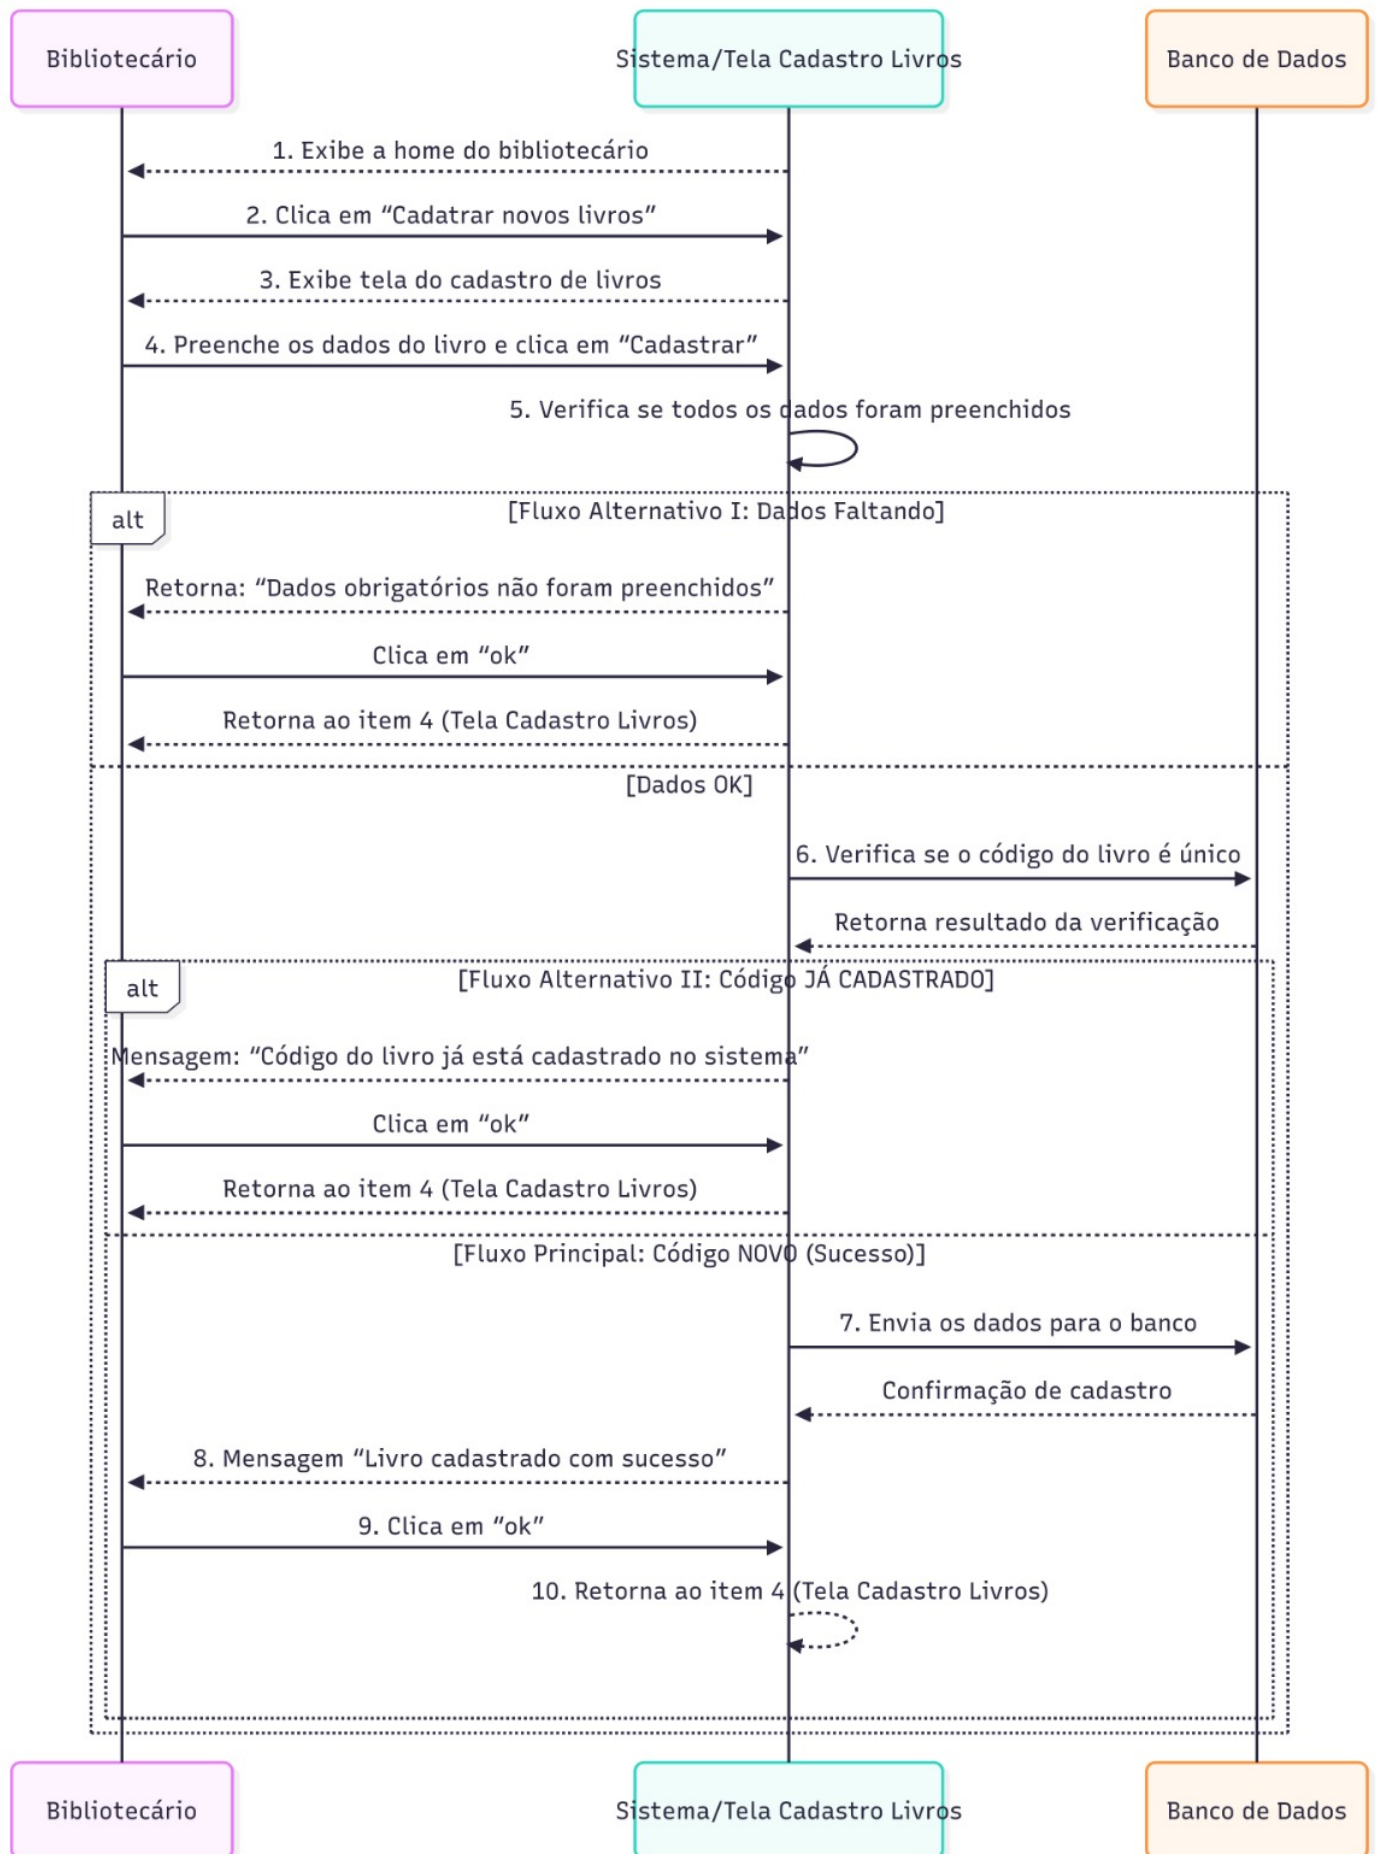 Bibliotecário
Sistema/Tela Cadastro Livros
Banco de Dados
1. Exibe a home do bibliotecário
2. Clica em “Cadatrar novos livros”
3. Exibe tela do cadastro de livros
4. Preenche os dados do livro e clica em “Cadastrar”
5. Verifica se todos os dados foram preenchidos
alt
[Fluxo Alternativo I: Dados Faltando]
Retorna: “Dados obrigatórios não foram preenchidos”
Clica em “ok”
Retorna ao item 4 (Tela Cadastro Livros)
[Dados OK]
6. Verifica se o código do livro é único
Retorna resultado da verificação
alt
[Fluxo Alternativo II: Código JÁ CADASTRADO]
Mensagem: “Código do livro já está cadastrado no sistema”
Clica em “ok”
Retorna ao item 4 (Tela Cadastro Livros)
[Fluxo Principal: Código NOVO (Sucesso)]
7. Envia os dados para o banco
Confirmação de cadastro
8. Mensagem “Livro cadastrado com sucesso”
9. Clica em “ok”
10. Retorna ao item 4 (Tela Cadastro Livros)
Bibliotecário
Sistema/Tela Cadastro Livros
Banco de Dados